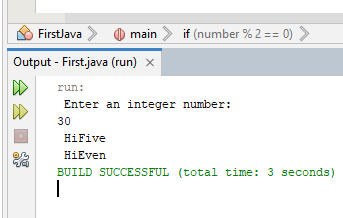 FirstJava main if (number % 2 == 0)
Output - First.java (run) ×
run:
Enter an integer number:
30
HiFive
HiEven
BUILD SUCCESSFUL (total time: 3 seconds)